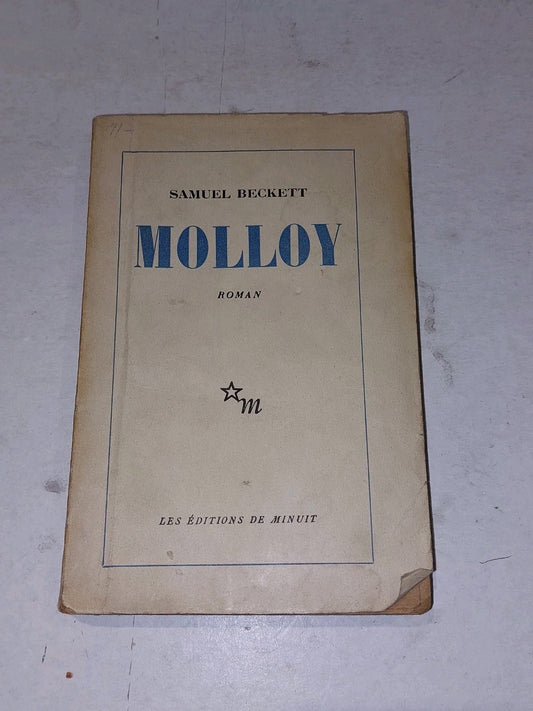 SAMUEL BECKETT
MOLLOY
ROMAN
m
LES ÉDITIONS DE MINUIT